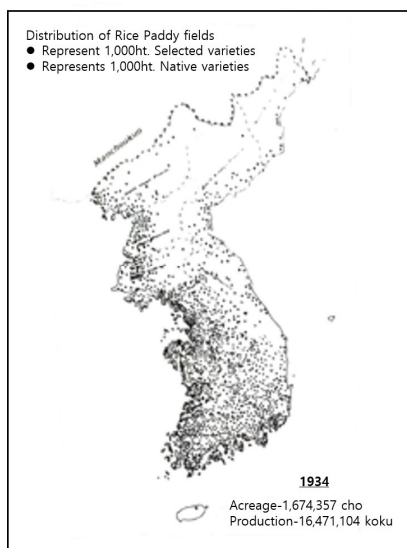 Distribution of Rice Paddy fields
● Represent 1,000ht. Selected varieties
● Represents 1,000ht. Native varieties
Manchoukuo
1934
Acreage-1,674,357 cho
Production-16,471,104 koku